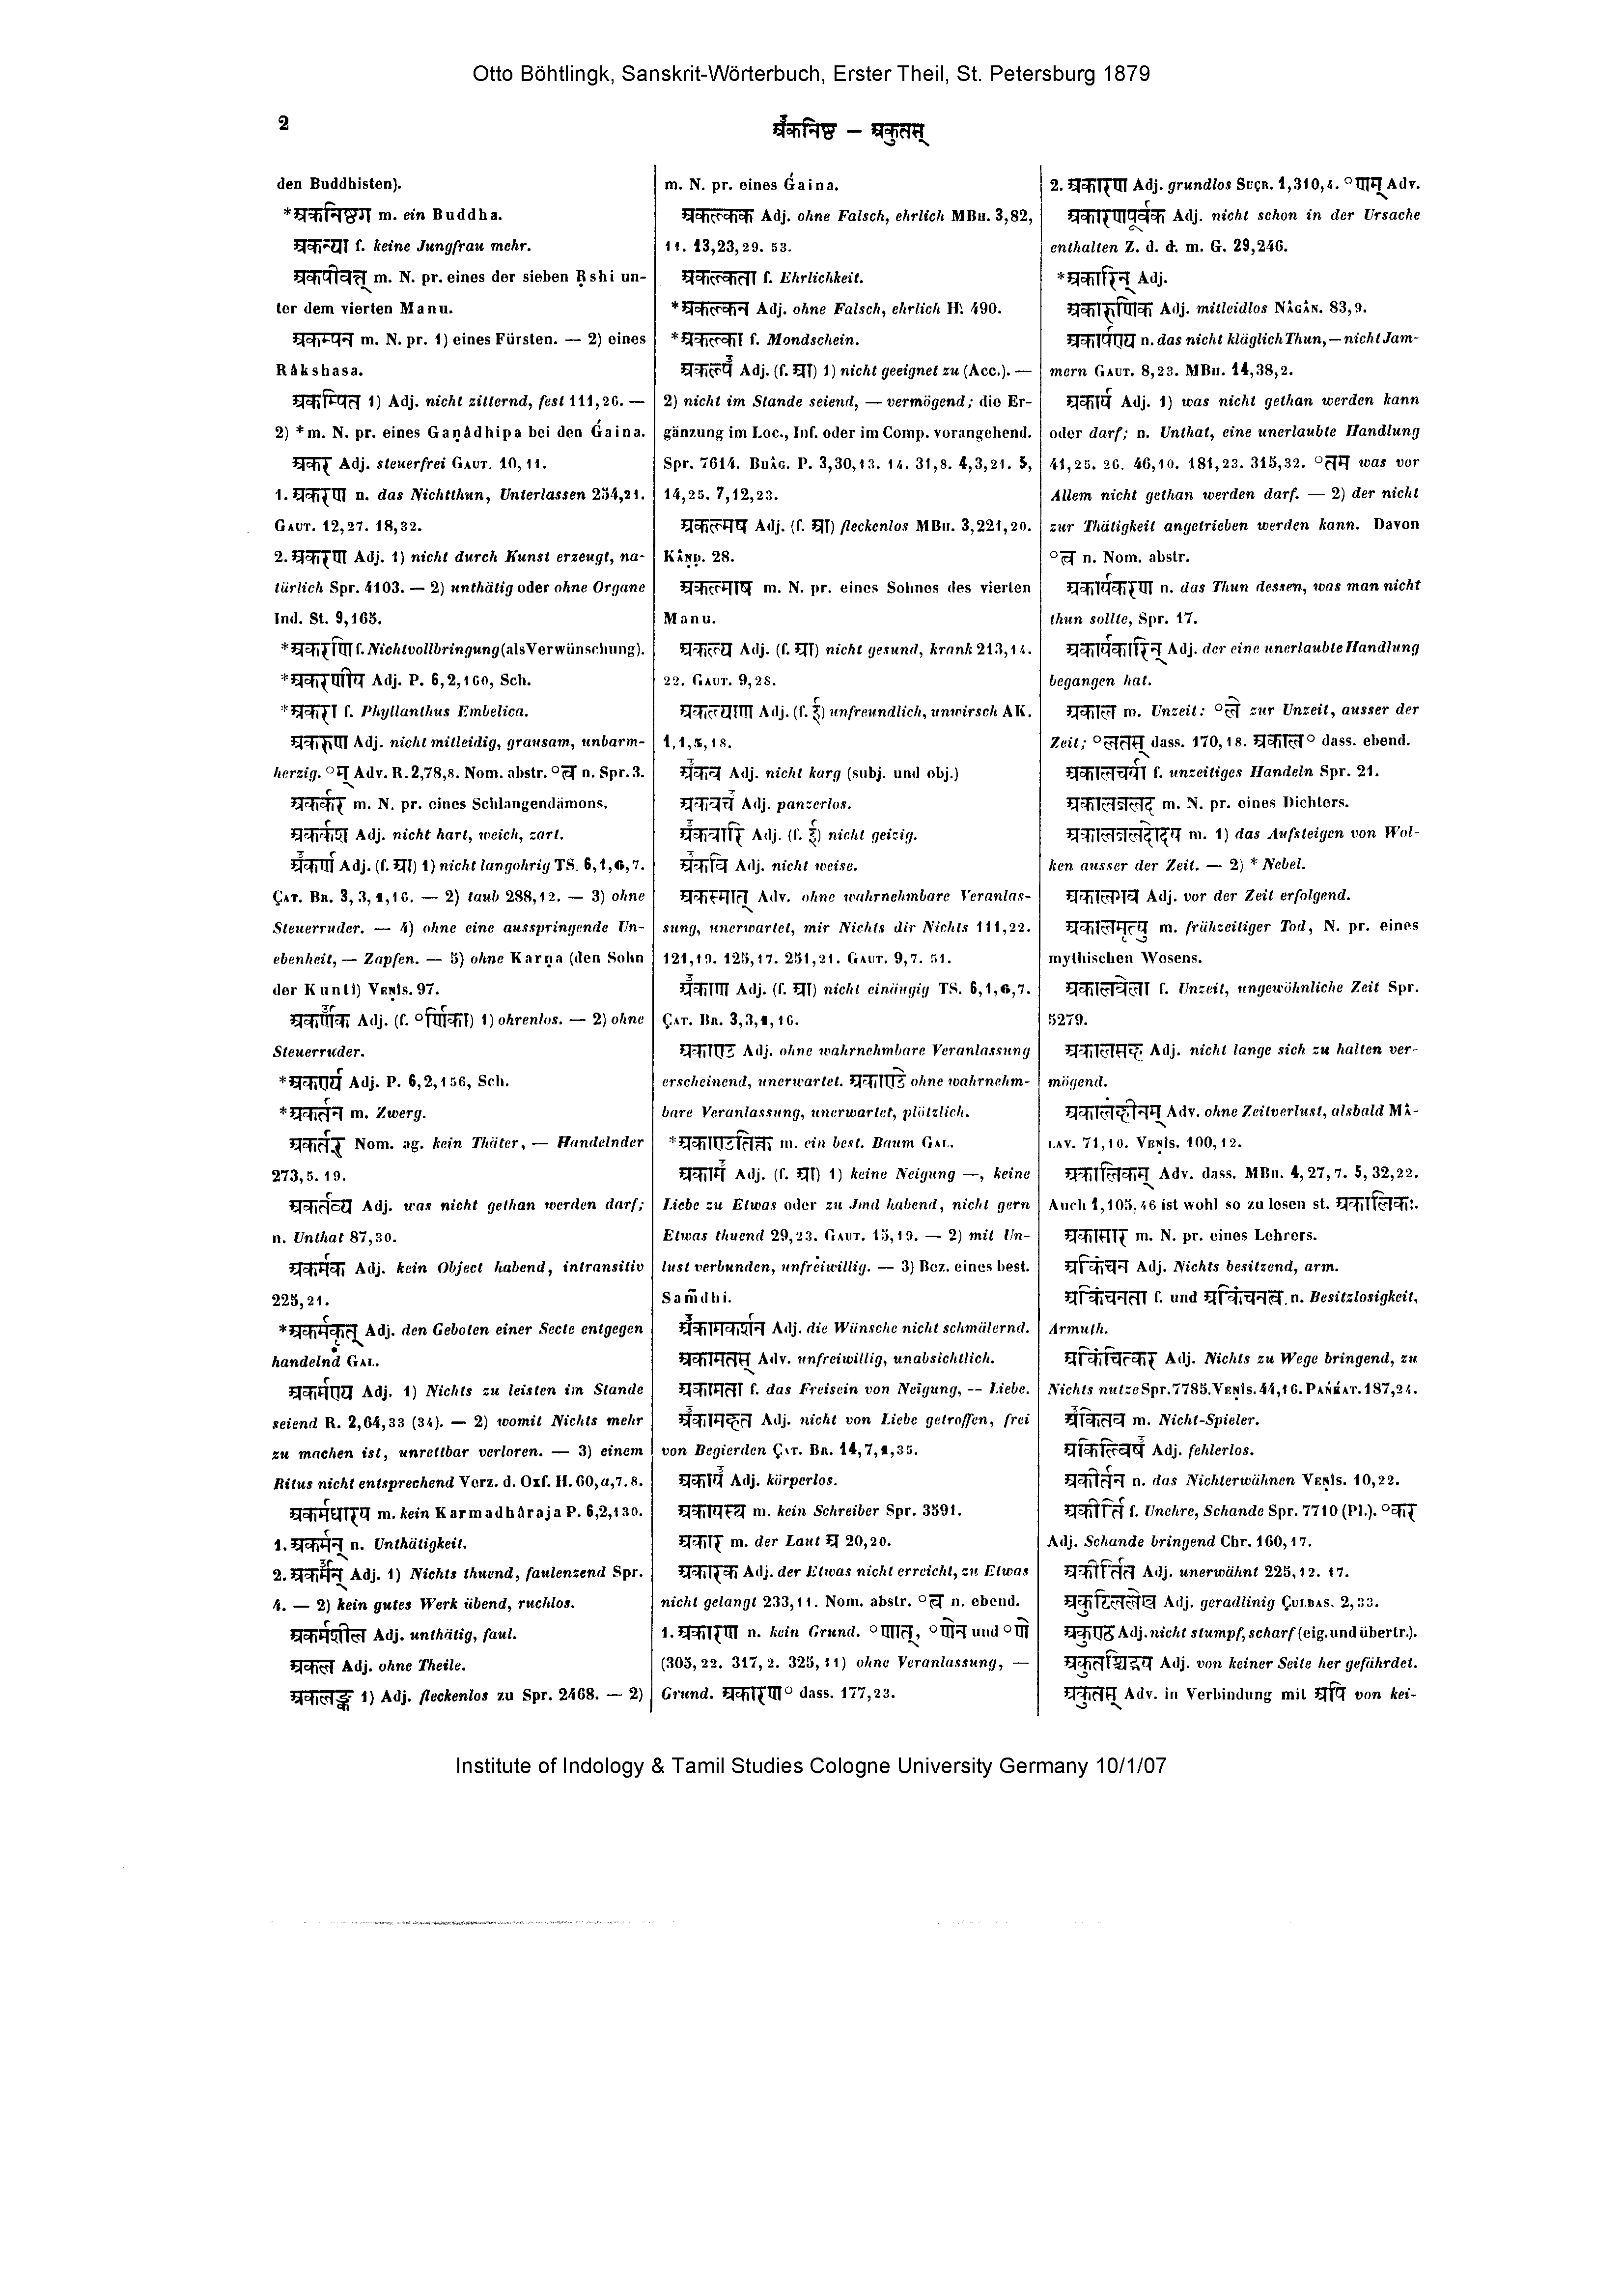 Otto Böhtlingk, Sanskrit-Wörterbuch, Erster Theil, St. Petersburg 1879
2
अँकनिष्ठ — अकुतस्
den Buddhisten).
*अकनिष्ठग m. ein Buddha.
अकन्या f. keine Jungfrau mehr.
अकपीवत् m. N. pr. eines der sieben Ṛshi un-
ter dem vierten Manu.
अकम्पन m. N. pr. 1) eines Fürsten. — 2) eines
Râkshasa.
अकम्पित 1) Adj. nicht zitternd, fest 111,26. —
2) *m. N. pr. eines Gaṇâdhipa bei den Ǵaina.
अकर Adj. steuerfrei GAUT. 10,11.
1. अकरण n. das Nichtthun, Unterlassen 254,21.
GAUT. 12,27. 18,32.
2. अकरण Adj. 1) nicht durch Kunst erzeugt, na-
türlich Spr. 4103. — 2) unthätig oder ohne Organe
Ind. St. 9,165.
*अकरणि f. Nichtvollbringung (als Verwünschung).
*अकरणीय Adj. P. 6,2,160, Sch.
*अकरा f. Phyllanthus Embelica.
अकरुण Adj. nicht mitleidig, grausam, unbarm-
herzig. °म् Adv. R. 2,78,8. Nom. abstr. °त्व n. Spr. 3.
अकर्कर m. N. pr. eines Schlangendämons.
अकर्कश Adj. nicht hart, weich, zart.
अँकर्ण Adj. (f. आ) 1) nicht langohrig TS. 6,1,6,7.
ÇAT. BR. 3,3,1,16. — 2) taub 288,12. — 3) ohne
Steuerruder. — 4) ohne eine ausspringende Un-
ebenheit, — Zapfen. — 5) ohne Karṇa (den Sohn
der Kuntî) VEṆÎS. 97.
अकर्णक Adj. (f. °र्णिका) 1) ohrenlos. — 2) ohne
Steuerruder.
*अकर्ण्य Adj. P. 6,2,156, Sch.
*अकर्तन m. Zwerg.
अकर्तर् Nom. ag. kein Thäter, — Handelnder
273,5. 19.
अकर्तव्य Adj. was nicht gethan werden darf;
n. Unthat 87,30.
अकर्मक Adj. kein Object habend, intransitiv
225,21.
*अकर्मकृत् Adj. den Geboten einer Secte entgegen
handelnd GAL.
अकर्मण्य Adj. 1) Nichts zu leisten im Stande
seiend R. 2,64,33 (34). — 2) womit Nichts mehr
zu machen ist, unrettbar verloren. — 3) einem
Ritus nicht entsprechend Verz. d. Oxf. H. 60,a,7. 8.
अकर्मधारय m. kein Karmadhâraja P. 6,2,130.
1. अकर्मन् n. Unthätigkeit.
2. अकर्मन् Adj. 1) Nichts thuend, faulenzend Spr.
4. — 2) kein gutes Werk übend, ruchlos.
अकर्मशील Adj. unthätig, faul.
अकल Adj. ohne Theile.
अकलङ्क 1) Adj. fleckenlos zu Spr. 2468. — 2)
m. N. pr. eines Ǵaina.
अकल्कक Adj. ohne Falsch, ehrlich MBH. 3,82,
11. 13,23,29. 53.
अकल्कता f. Ehrlichkeit.
*अकल्कन Adj. ohne Falsch, ehrlich H. 490.
*अकल्का f. Mondschein.
अकल्प Adj. (f. आ) 1) nicht geeignet zu (Acc.). —
2) nicht im Stande seiend, — vermögend; die Er-
gänzung im Loc., Inf. oder im Comp. vorangehend.
Spr. 7614. BHÂG. P. 3,30,13. 14. 31,8. 4,3,21. 5,
14,25. 7,12,23.
अकल्मष Adj. (f. आ) fleckenlos MBH. 3,221,20.
KÂṆḌ. 28.
अकल्माष m. N. pr. eines Sohnes des vierten
Manu.
अकल्य Adj. (f. आ) nicht gesund, krank 213,14.
22. GAUT. 9,28.
अकल्याण Adj. (f. ई) unfreundlich, unwirsch AK.
1,1,5,18.
अँकव Adj. nicht karg (subj. und obj.)
अकवच Adj. panzerlos.
अँकवारि Adj. (f. ई) nicht geizig.
अँकवि Adj. nicht weise.
अकस्मात् Adv. ohne wahrnehmbare Veranlas-
sung, unerwartet, mir Nichts dir Nichts 111,22.
121,19. 125,17. 251,21. GAUT. 9,7. 51.
अँकाण Adj. (f. आ) nicht einäugig TS. 6,1,6,7.
ÇAT. BR. 3,3,1,16.
अकाण्ड Adj. ohne wahrnehmbare Veranlassung
erscheinend, unerwartet. अकाण्डे ohne wahrnehm-
bare Veranlassung, unerwartet, plötzlich.
*अकाण्डतिक्त m. ein best. Baum GAL.
अकाम Adj. (f. आ) 1) keine Neigung —, keine
Liebe zu Etwas oder zu Jmd habend, nicht gern
Etwas thuend 29,23. GAUT. 15,19. — 2) mit Un-
lust verbunden, unfreiwillig. — 3) Bez. eines best.
Sam̃dhi.
अँकामकर्शन Adj. die Wünsche nicht schmälernd.
अकामतस् Adv. unfreiwillig, unabsichtlich.
अकामता f. das Freisein von Neigung, -- Liebe.
अँकामहत Adj. nicht von Liebe getroffen, frei
von Begierden ÇAT. BR. 14,7,1,35.
अकाय Adj. körperlos.
अकायस्थ m. kein Schreiber Spr. 3591.
अकार m. der Laut अ 20,20.
अकारक Adj. der Etwas nicht erreicht, zu Etwas
nicht gelangt 233,11. Nom. abstr. °त्व n. ebend.
1. अकारण n. kein Grund. °णात्, °णेन und °णे
(305,22. 317,2. 325,11) ohne Veranlassung, —
Grund. अकारण° dass. 177,23.
2. अकारण Adj. grundlos SUÇR. 1,310,4. °णम् Adv.
अकारणपूर्वक Adj. nicht schon in der Ursache
enthalten Z. d. d. m. G. 29,246.
*अकारिन् Adj.
अकारुणिक Adj. mitleidlos NÂGÂN. 83,9.
अकार्पण्य n. das nicht kläglich Thun, — nicht Jam-
mern GAUT. 8,23. MBH. 14,38,2.
अकार्य Adj. 1) was nicht gethan werden kann
oder darf; n. Unthat, eine unerlaubte Handlung
41,25. 26. 46,10. 181,23. 315,32. °तम was vor
Allem nicht gethan werden darf. — 2) der nicht
zur Thätigkeit angetrieben werden kann. Davon
°त्व n. Nom. abstr.
अकार्यकरण n. das Thun dessen, was man nicht
thun sollte, Spr. 17.
अकार्यकारिन् Adj. der eine unerlaubte Handlung
begangen hat.
अकाल m. Unzeit: °ले zur Unzeit, ausser der
Zeit; °लतस् dass. 170,18. अकाल° dass. ebend.
अकालचर्या f. unzeitiges Handeln Spr. 21.
अकालजलद m. N. pr. eines Dichters.
अकालजलदोदय m. 1) das Aufsteigen von Wol-
ken ausser der Zeit. — 2) * Nebel.
अकालभव Adj. vor der Zeit erfolgend.
अकालमृत्यु m. frühzeitiger Tod, N. pr. eines
mythischen Wesens.
अकालवेला f. Unzeit, ungewöhnliche Zeit Spr.
5279.
अकालसह Adj. nicht lange sich zu halten ver-
mögend.
अकालहीनम् Adv. ohne Zeitverlust, alsbald MÂ-
LAV. 71,10. VEṆÎS. 100,12.
अकालिकम् Adv. dass. MBH. 4,27,7. 5,32,22.
Auch 1,105,46 ist wohl so zu lesen st. अकालिकः.
अकासार m. N. pr. eines Lehrers.
अकिंचन Adj. Nichts besitzend, arm.
अकिंचनता f. und अकिंचनत्व n. Besitzlosigkeit,
Armuth.
अकिंचित्कर Adj. Nichts zu Wege bringend, zu
Nichts nutze Spr. 7785. VEṆÎS. 44,16. PAŃḰAT. 187,24.
अँकितव m. Nicht-Spieler.
अकिल्विष Adj. fehlerlos.
अकीर्तन n. das Nichterwähnen VEṆÎS. 10,22.
अकीर्ति f. Unehre, Schande Spr. 7710 (Pl.). °कर
Adj. Schande bringend Chr. 160,17.
अकीर्तित Adj. unerwähnt 225,12. 17.
अकुटिललेख Adj. geradlinig ÇULBAS. 2,33.
अकुण्ठ Adj. nicht stumpf, scharf (eig. und übertr.).
अकुतश्चिद्भय Adj. von keiner Seite her gefährdet.
अकुतस् Adv. in Verbindung mit अपि von kei-
Institute of Indology & Tamil Studies Cologne University Germany 10/1/07